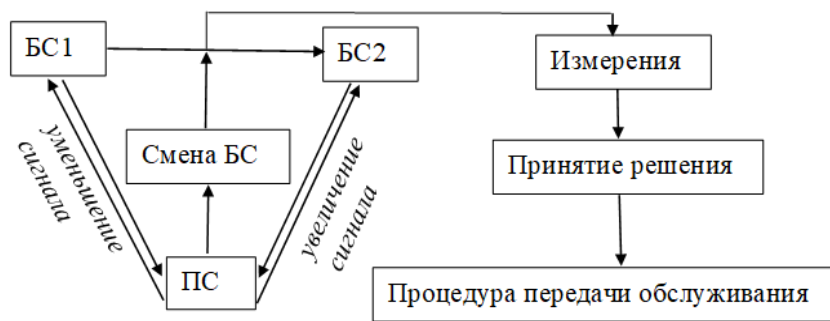 БС1
БС2
Измерения
уменьшение
сигнала
Смена БС
увеличение
сигнала
Принятие решения
ПС
Процедура передачи обслуживания